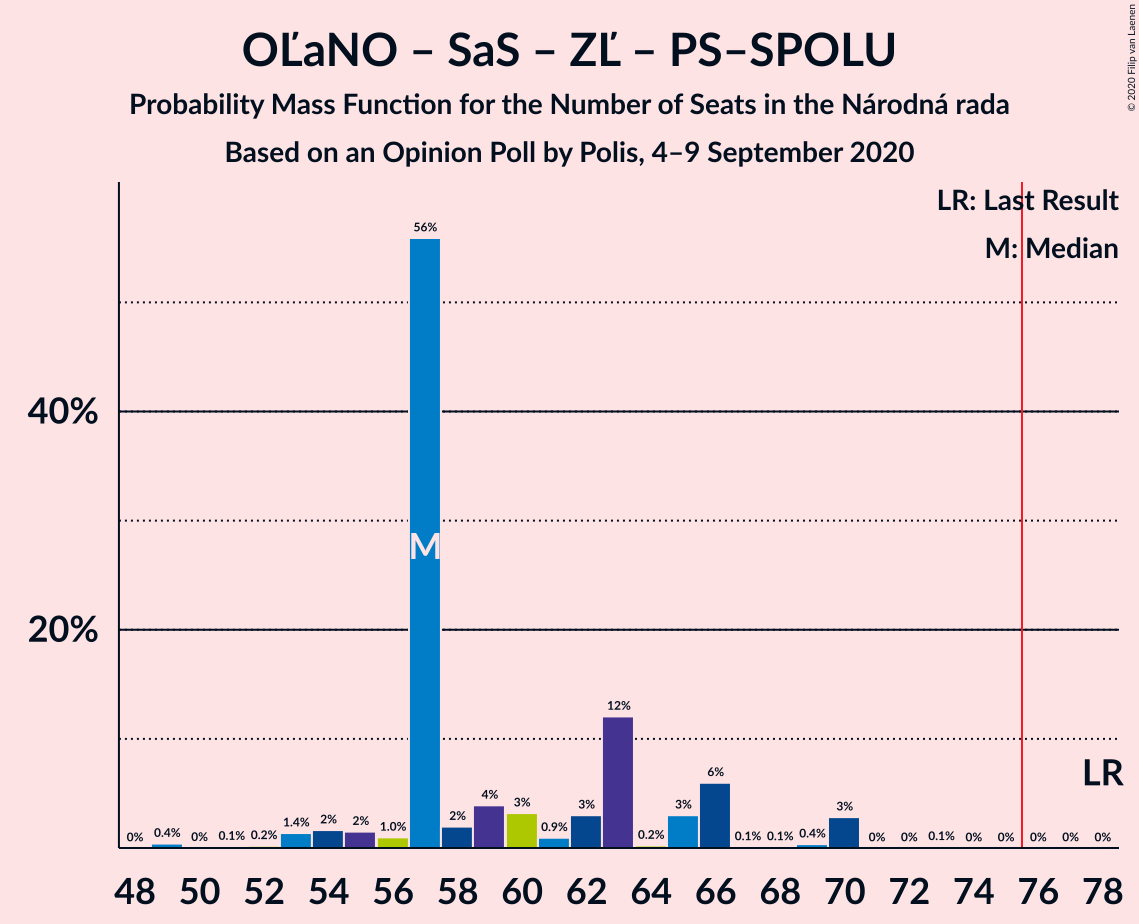 OĽaNO – SaS – ZĽ – PS–SPOLU
Probability Mass Function for the Number of Seats in the Národná rada
Based on an Opinion Poll by Polis, 4–9 September 2020
© 2020 Filip van Laenen
LR: Last Result
M: Median
56%
40%
M
20%
12%
LR
6%
4%
3%
3%
3%
3%
2%
2%
2%
1.4%
1.0%
0.9%
0% 0.4% 0% 0.1% 0.2% 0.2% 0.1% 0.1% 0.4% 0% 0% 0.1% 0% 0% 0% 0% 0%
48 50 52 54 56 58 60 62 64 66 68 70 72 74 76 78